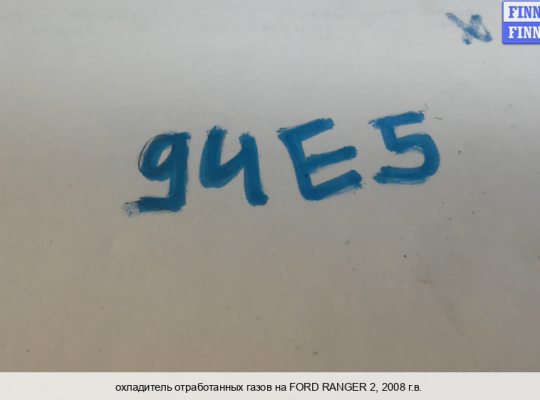 FINN
FINN
94E5
охладитель отработанных газов на FORD RANGER 2, 2008 г.в.